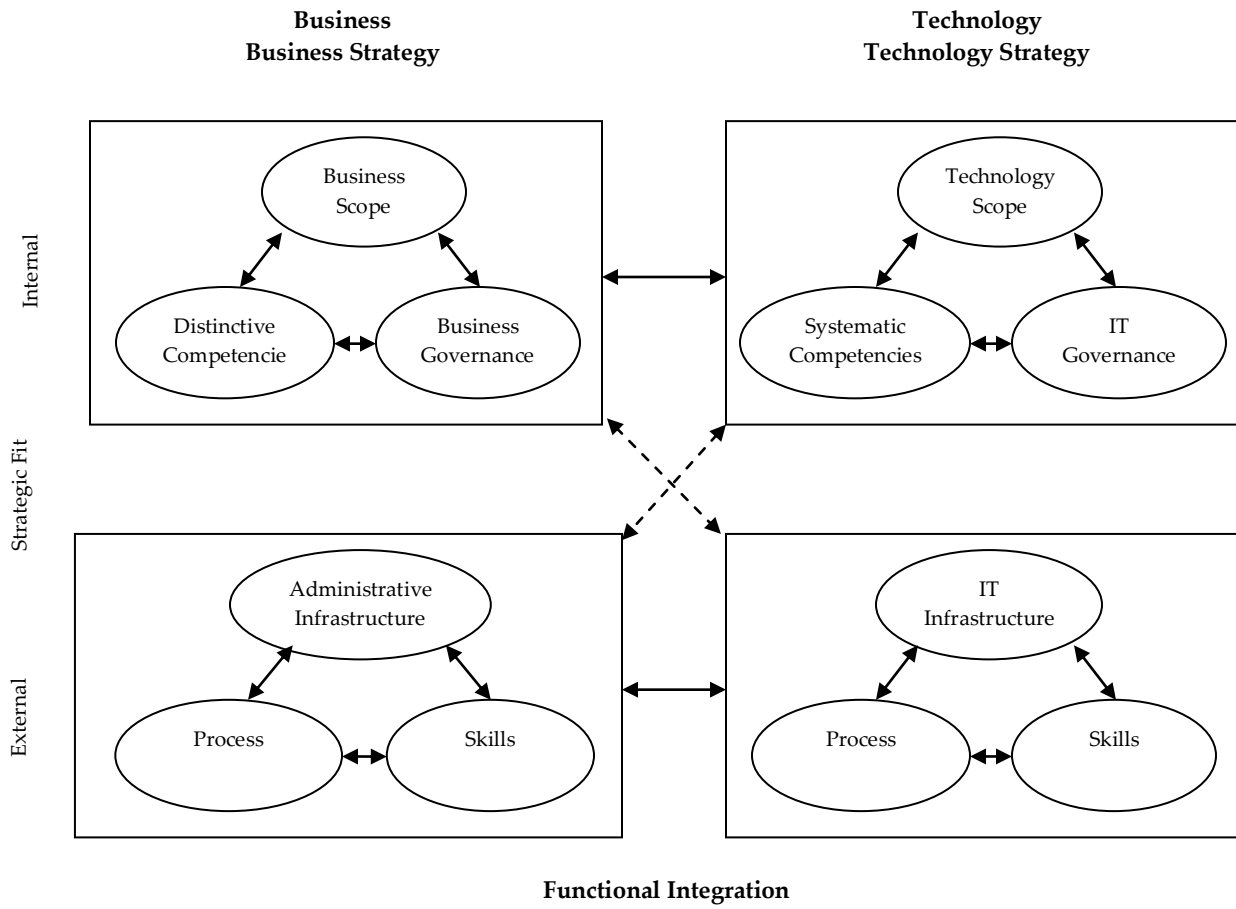 Business
Business Strategy
Technology
Technology Strategy
Internal
Business
Scope
Distinctive
Competencie
Business
Governance
Technology
Scope
Systematic
Competencies
IT
Governance
Strategic Fit
External
Administrative
Infrastructure
Process
Skills
IT
Infrastructure
Process
Skills
Functional Integration